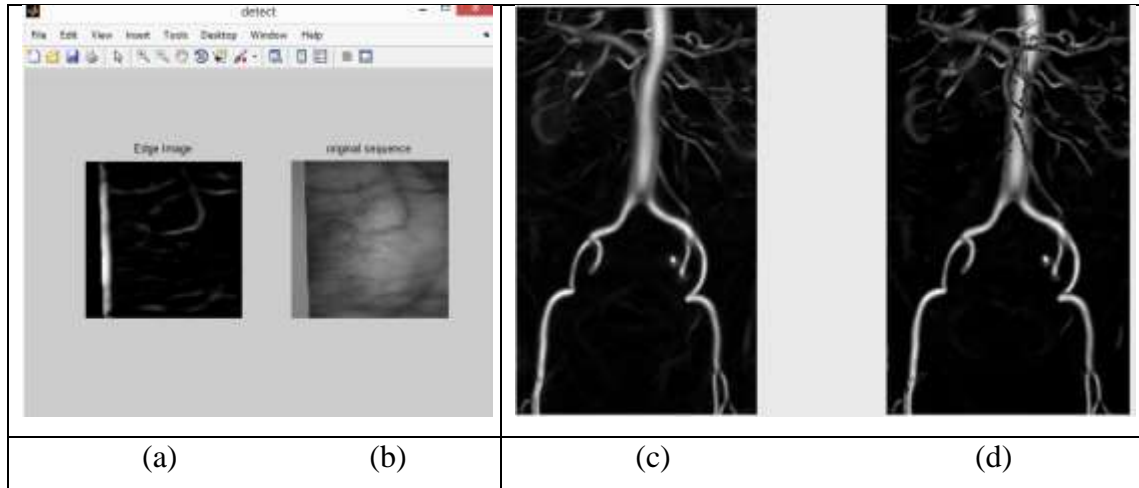 detect
File Edit View Insert Tools Desktop Window Help
Edge Image
original sequence
(a) (b) (c) (d)